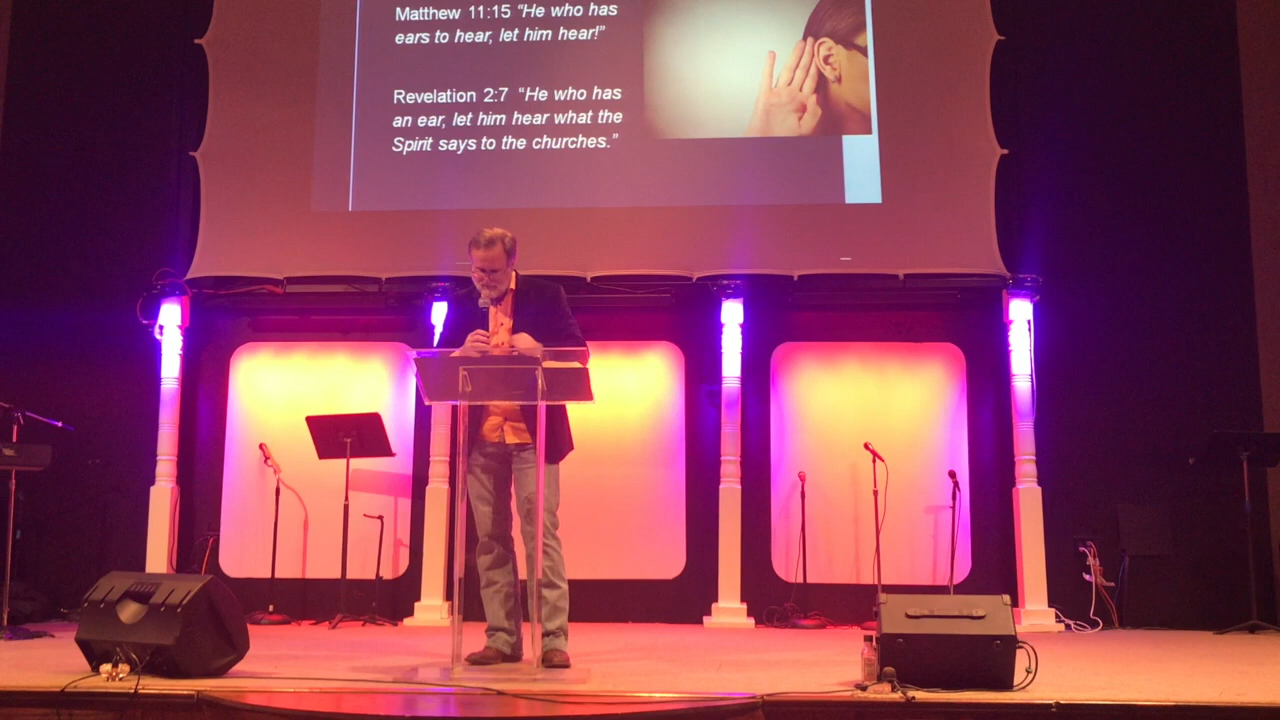 Matthew 11:15 “He who has
ears to hear, let him hear!”
Revelation 2:7 “He who has
an ear, let him hear what the
Spirit says to the churches.”